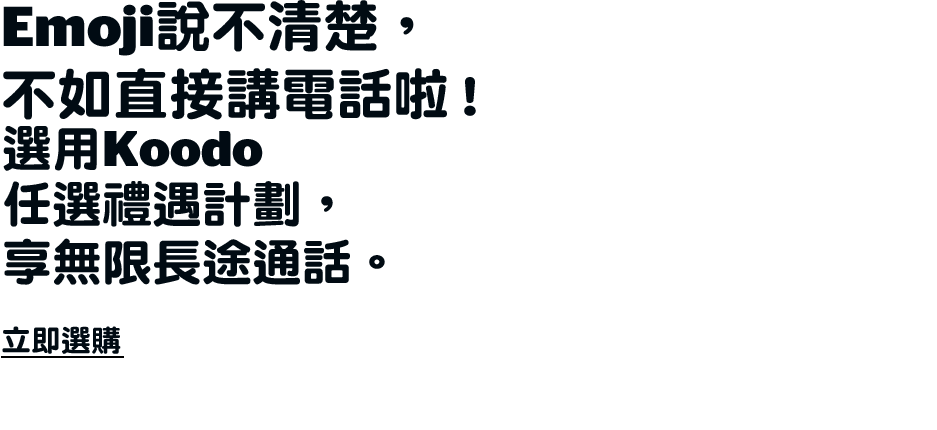 Emoji說不清楚，
不如直接講電話啦！
選用Koodo
任選禮遇計劃，
享無限長途通話。
立即選購